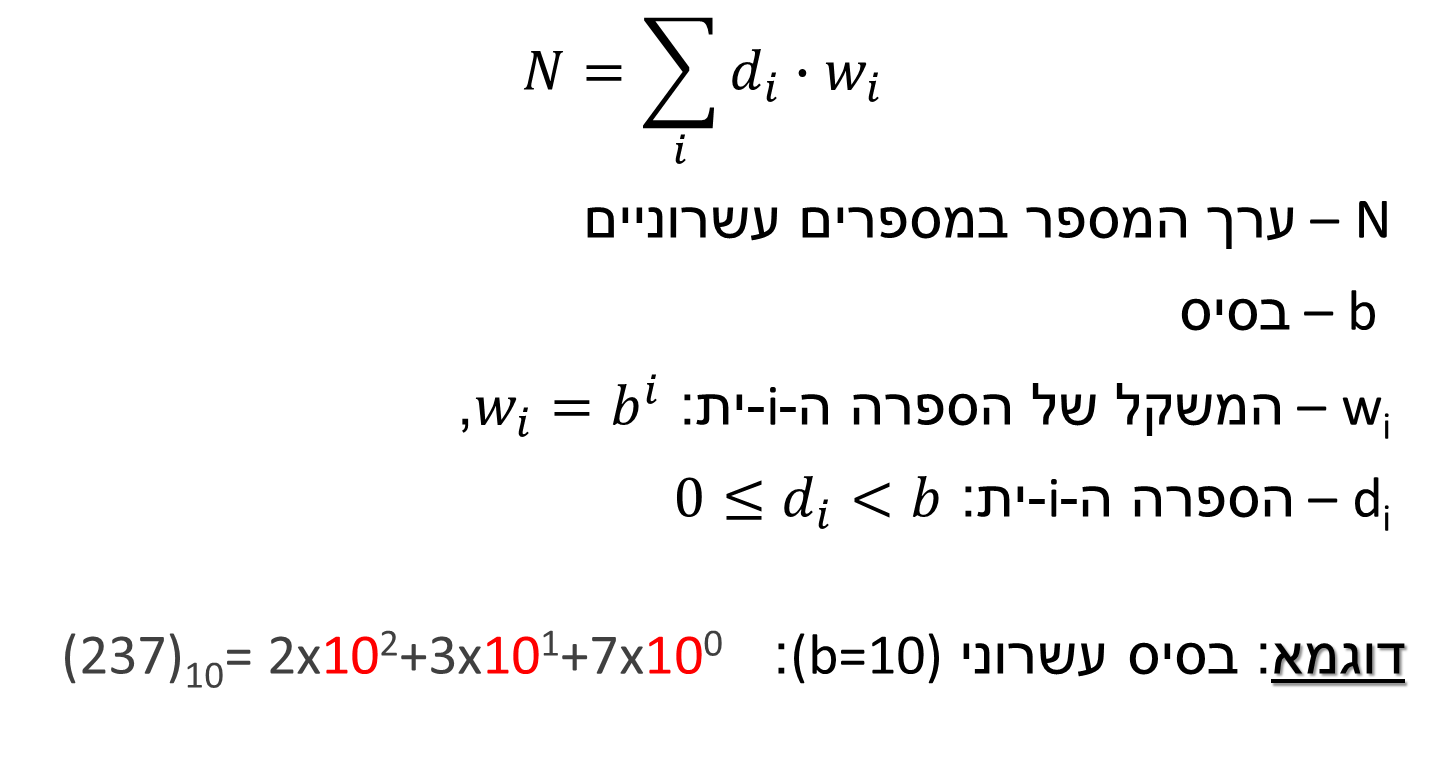 N = ∑ᵢ dᵢ · wᵢ
N – ערך המספר במספרים עשרוניים
b – בסיס
wᵢ – המשקל של הספרה ה-i-ית: wᵢ = bⁱ,
dᵢ – הספרה ה-i-ית: 0 ≤ dᵢ < b
דוגמא: בסיס עשרוני (b=10): (237)₁₀= 2x10²+3x10¹+7x10⁰